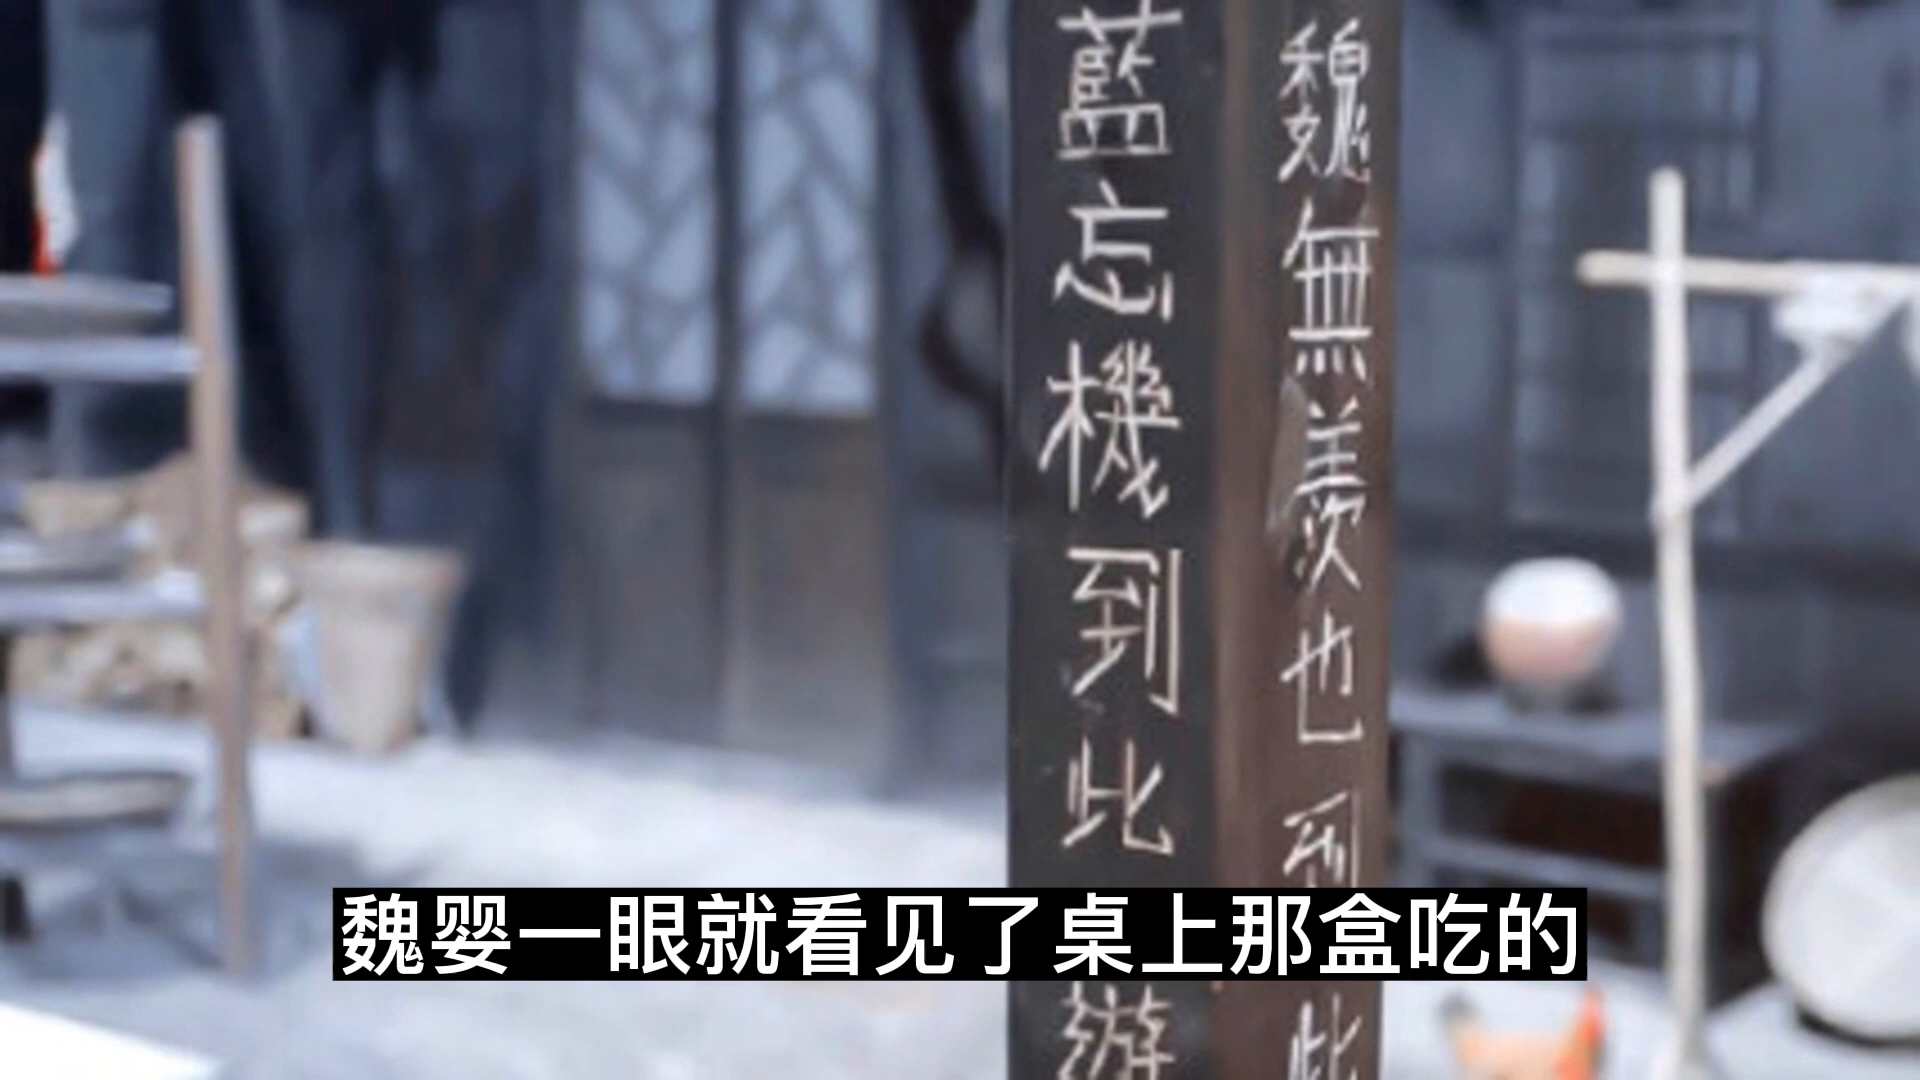 藍忘機到此遊
魏無羨也到此
魏婴一眼就看见了桌上那盒吃的